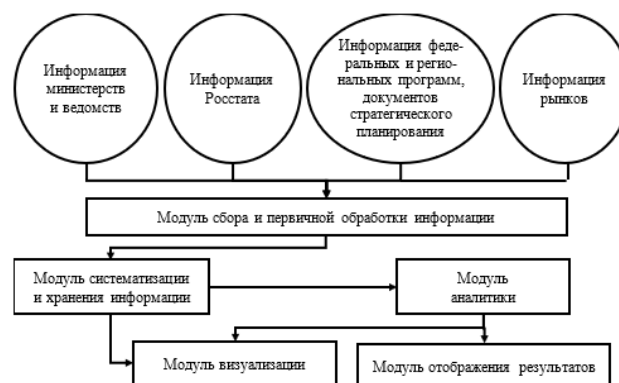 Информация
министерств
и ведомств
Информация
Росстата
Информация феде-
ральных и регио-
нальных программ,
документов
стратегического
планирования
Информация
рынков
Модуль сбора и первичной обработки информации
Модуль систематизации
и хранения информации
Модуль
аналитики
Модуль визуализации
Модуль отображения результатов